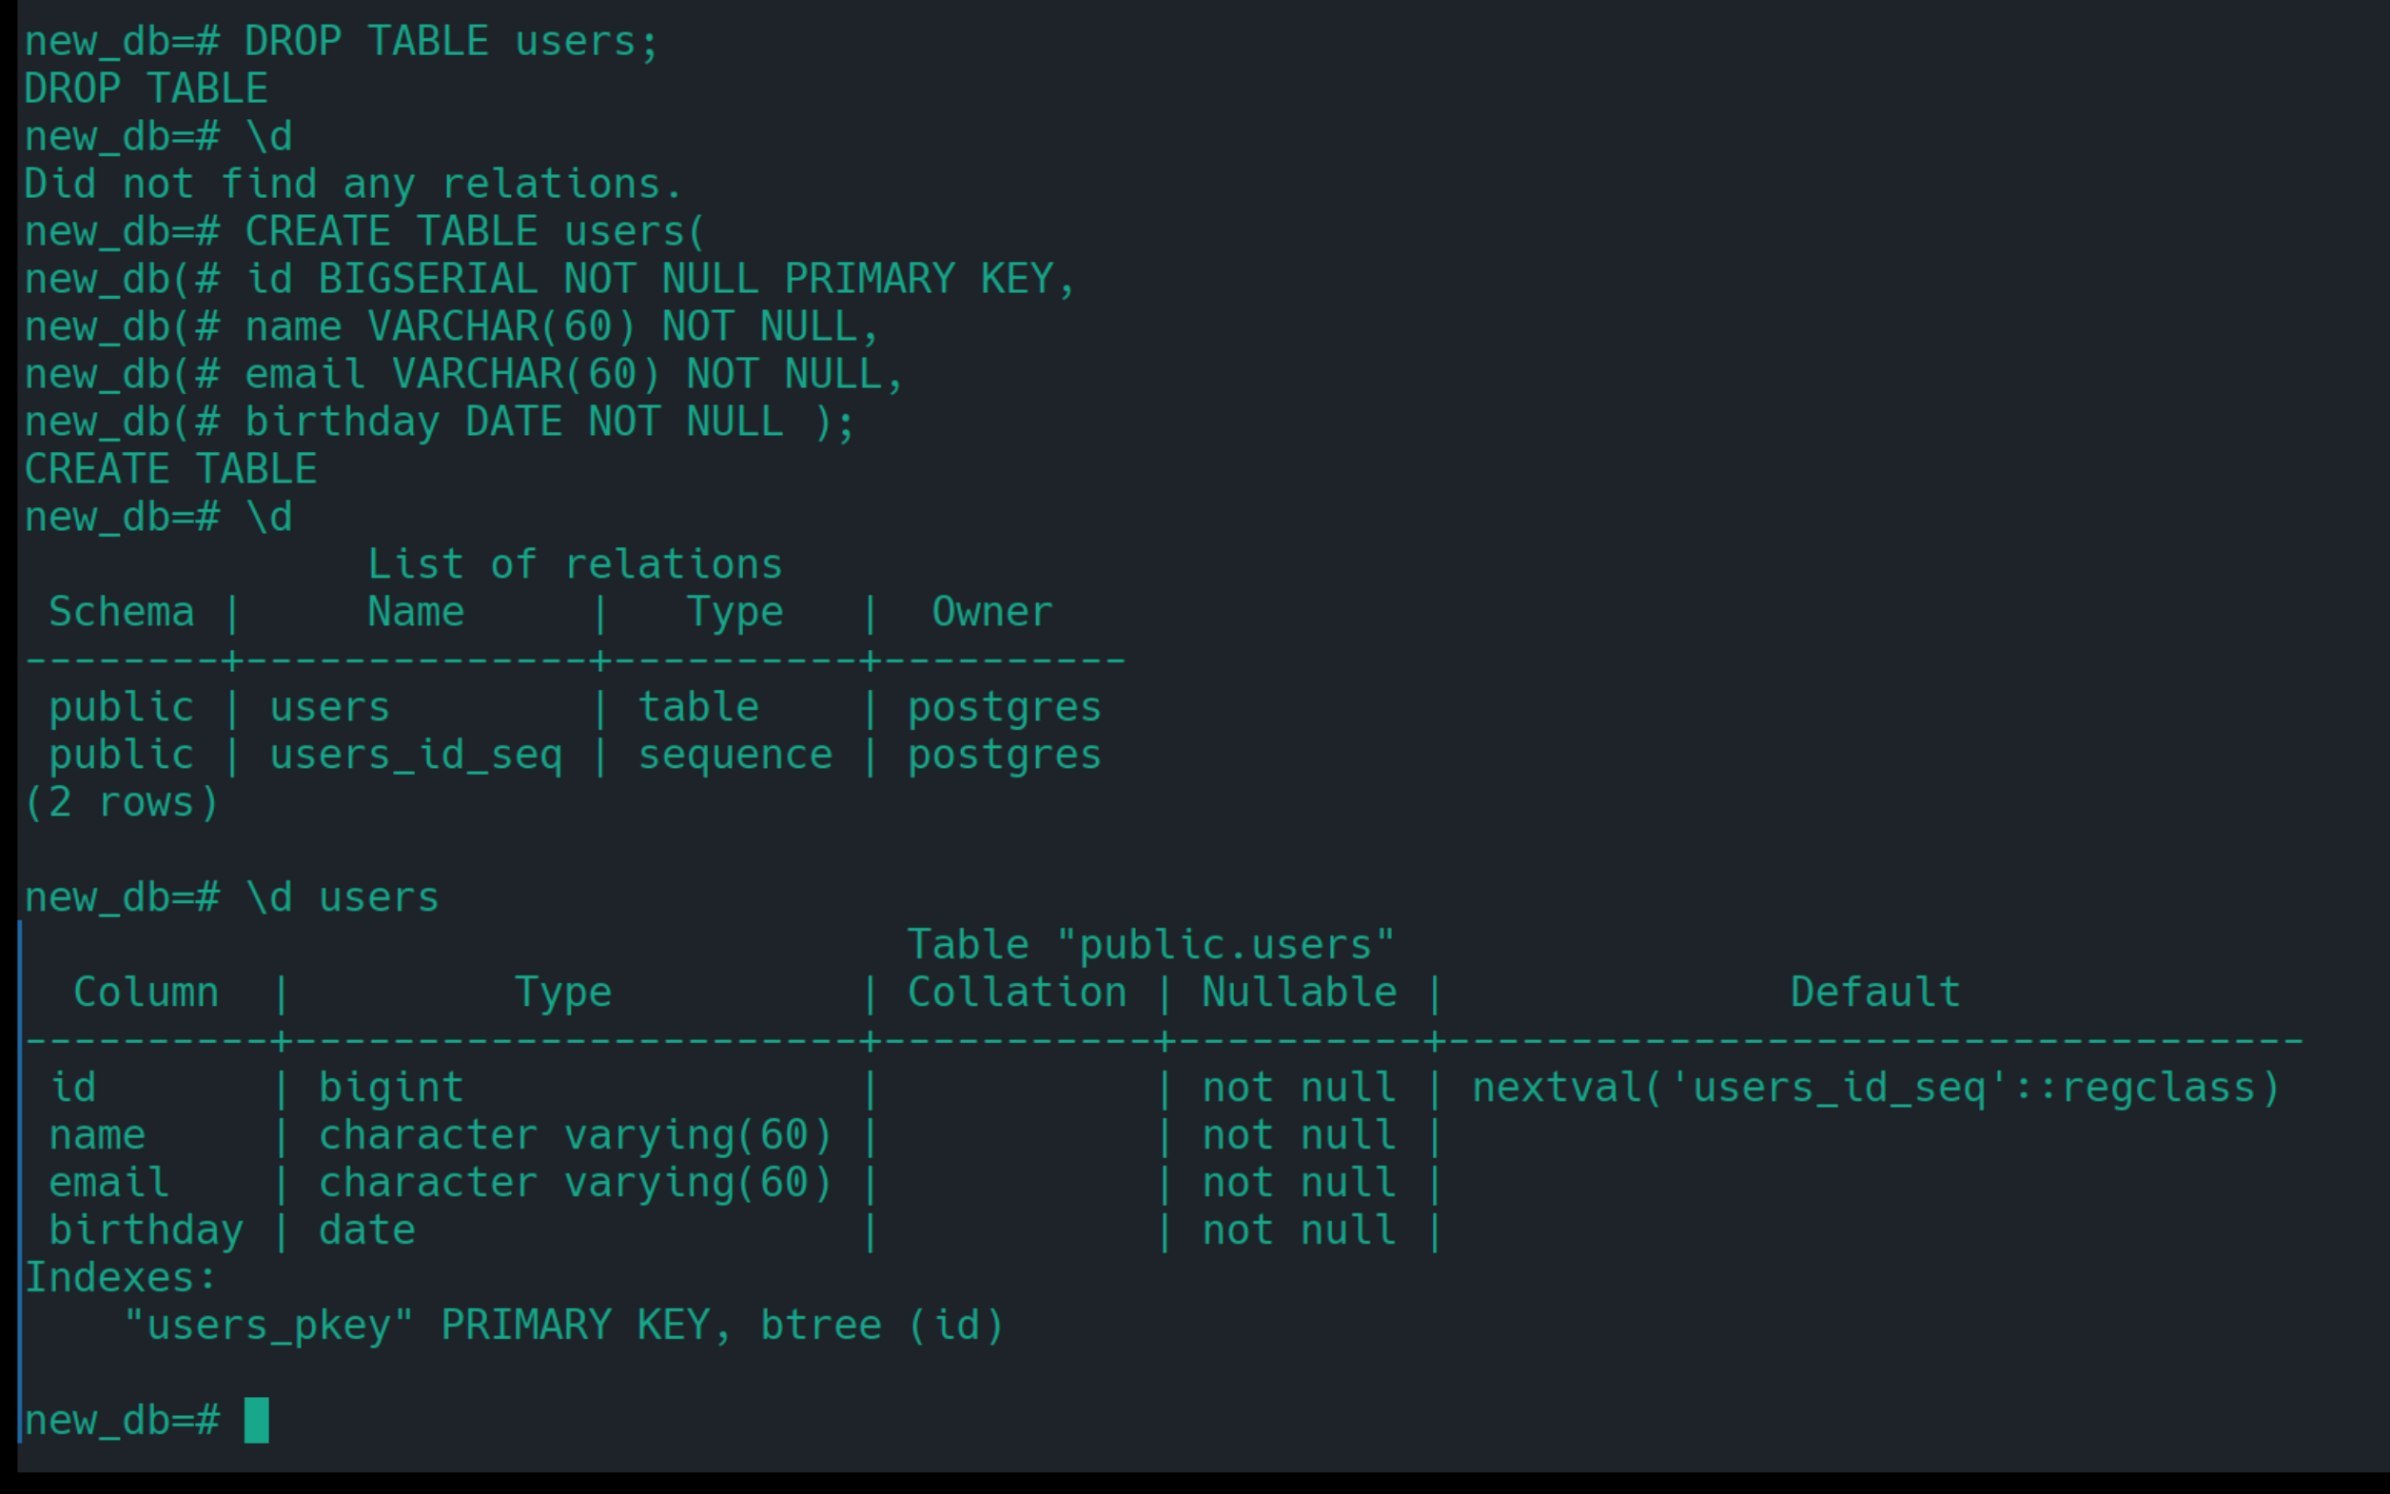 new_db=# DROP TABLE users;
DROP TABLE
new_db=# \d
Did not find any relations.
new_db=# CREATE TABLE users(
new_db(# id BIGSERIAL NOT NULL PRIMARY KEY,
new_db(# name VARCHAR(60) NOT NULL,
new_db(# email VARCHAR(60) NOT NULL,
new_db(# birthday DATE NOT NULL );
CREATE TABLE
new_db=# \d
              List of relations
 Schema |     Name     |   Type   |  Owner
--------+--------------+----------+----------
 public | users        | table    | postgres
 public | users_id_seq | sequence | postgres
(2 rows)

new_db=# \d users
                                    Table "public.users"
  Column  |         Type          | Collation | Nullable |              Default
----------+-----------------------+-----------+----------+-----------------------------------
 id       | bigint                |           | not null | nextval('users_id_seq'::regclass)
 name     | character varying(60) |           | not null |
 email    | character varying(60) |           | not null |
 birthday | date                  |           | not null |
Indexes:
    "users_pkey" PRIMARY KEY, btree (id)

new_db=#